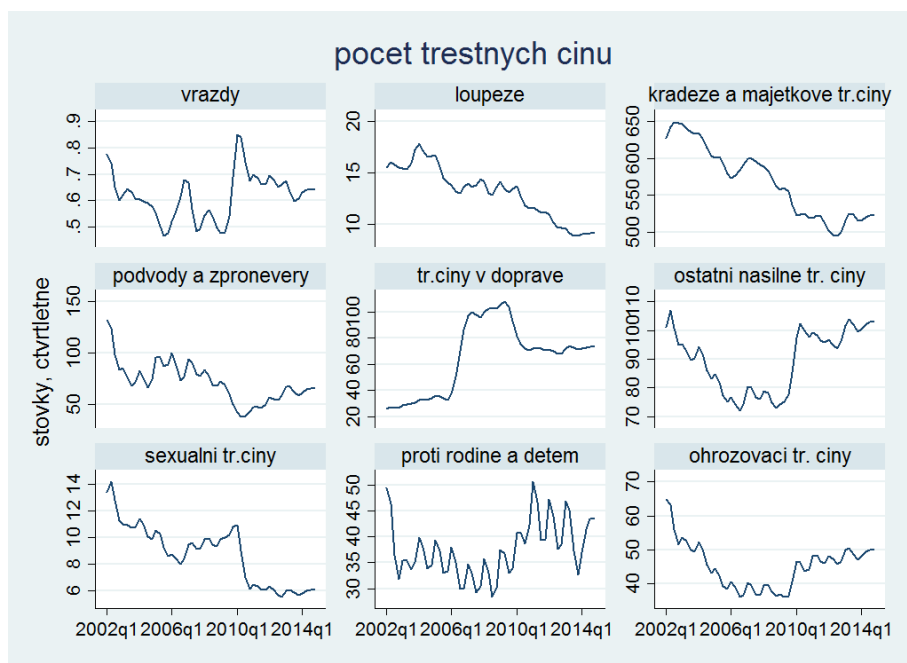 pocet trestnych cinu
vrazdy
loupeze
kradeze a majetkove tr.ciny
.9
.8
.7
.6
.5
20
15
10
650
600
550
500
podvody a zpronevery
tr.ciny v doprave
ostatni nasilne tr. ciny
stovky, ctvrtletne
150
100
50
100
80
60
40
20
110
100
90
80
70
sexualni tr.ciny
proti rodine a detem
ohrozovaci tr. ciny
14
12
10
8
6
50
45
40
35
30
70
60
50
40
2002q1 2006q1 2010q1 2014q1
2002q1 2006q1 2010q1 2014q1
2002q1 2006q1 2010q1 2014q1